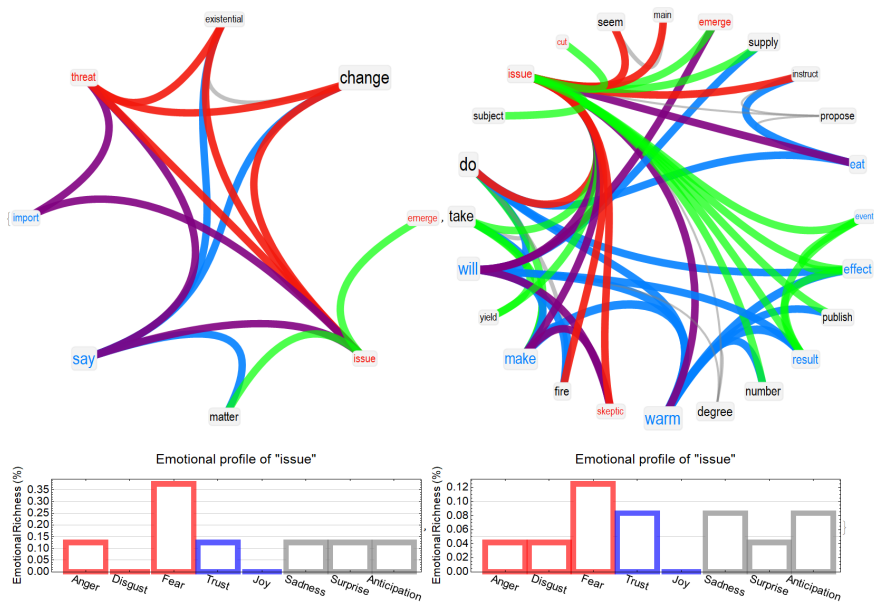 existential
threat
change
{ import
emerge
say
issue
matter
main
seem
emerge
cut
supply
issue
instruct
subject
propose
do
eat
, take
event
will
effect
yield
publish
make
result
fire
number
skeptic
degree
warm
Emotional profile of "issue"
Emotional Richness (%)
0.35
0.30
0.25
0.20
0.15
0.10
0.05
0.00
Anger
Disgust
Fear
Trust
Joy
Sadness
Surprise
Anticipation
,
Emotional profile of "issue"
Emotional Richness (%)
0.12
0.10
0.08
0.06
0.04
0.02
0.00
Anger
Disgust
Fear
Trust
Joy
Sadness
Surprise
Anticipation
}